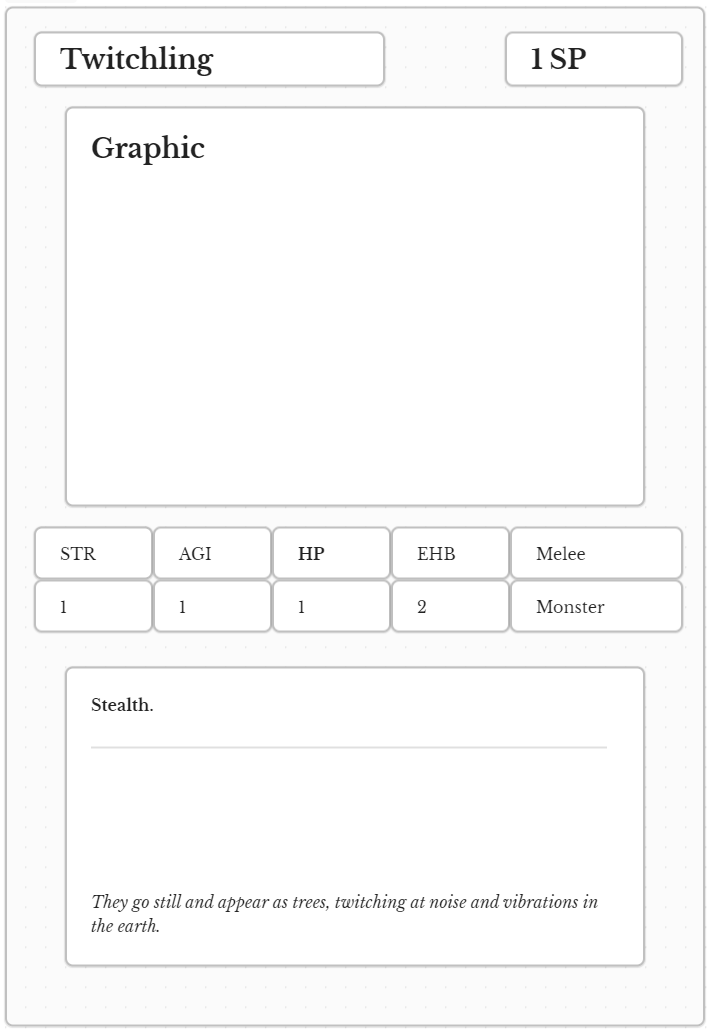 Twitchling
1 SP
Graphic
STR AGI HP EHB Melee
1 1 1 2 Monster
Stealth.
They go still and appear as trees, twitching at noise and vibrations in
the earth.